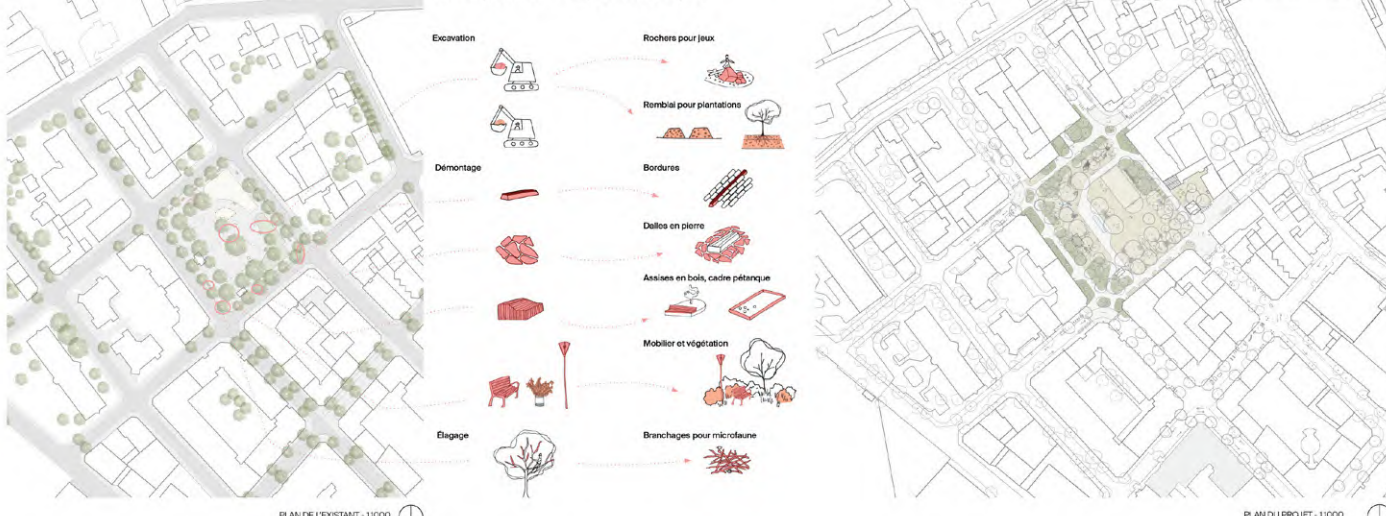 Excavation
Rochers pour jeux
Remblai pour plantations
Démontage
Bordures
Dalles en pierre
Assises en bois, cadre pétanque
Mobilier et végétation
Élagage
Branchages pour microfaune
PLAN DE L'EXISTANT - 1:1000
PLAN DU PROJET - 1:1000